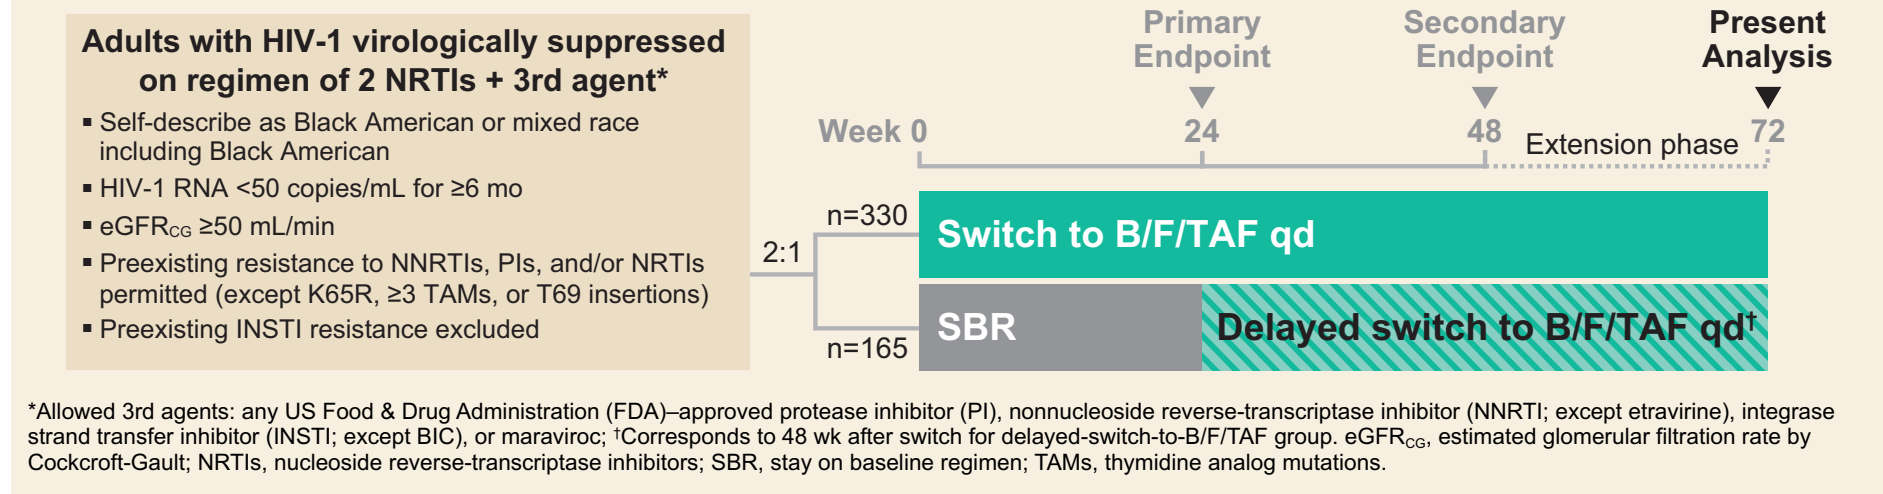 Adults with HIV-1 virologically suppressed
on regimen of 2 NRTIs + 3rd agent*
▪ Self-describe as Black American or mixed race
including Black American
▪ HIV-1 RNA <50 copies/mL for ≥6 mo
▪ eGFRCG ≥50 mL/min
▪ Preexisting resistance to NNRTIs, PIs, and/or NRTIs
permitted (except K65R, ≥3 TAMs, or T69 insertions)
▪ Preexisting INSTI resistance excluded
2:1
n=330
n=165
Primary
Endpoint
Secondary
Endpoint
Present
Analysis
Week 0 24 48 72
Extension phase
Switch to B/F/TAF qd
SBR
Delayed switch to B/F/TAF qd†
*Allowed 3rd agents: any US Food & Drug Administration (FDA)–approved protease inhibitor (PI), nonnucleoside reverse-transcriptase inhibitor (NNRTI; except etravirine), integrase
strand transfer inhibitor (INSTI; except BIC), or maraviroc; †Corresponds to 48 wk after switch for delayed-switch-to-B/F/TAF group. eGFRCG, estimated glomerular filtration rate by
Cockcroft-Gault; NRTIs, nucleoside reverse-transcriptase inhibitors; SBR, stay on baseline regimen; TAMs, thymidine analog mutations.